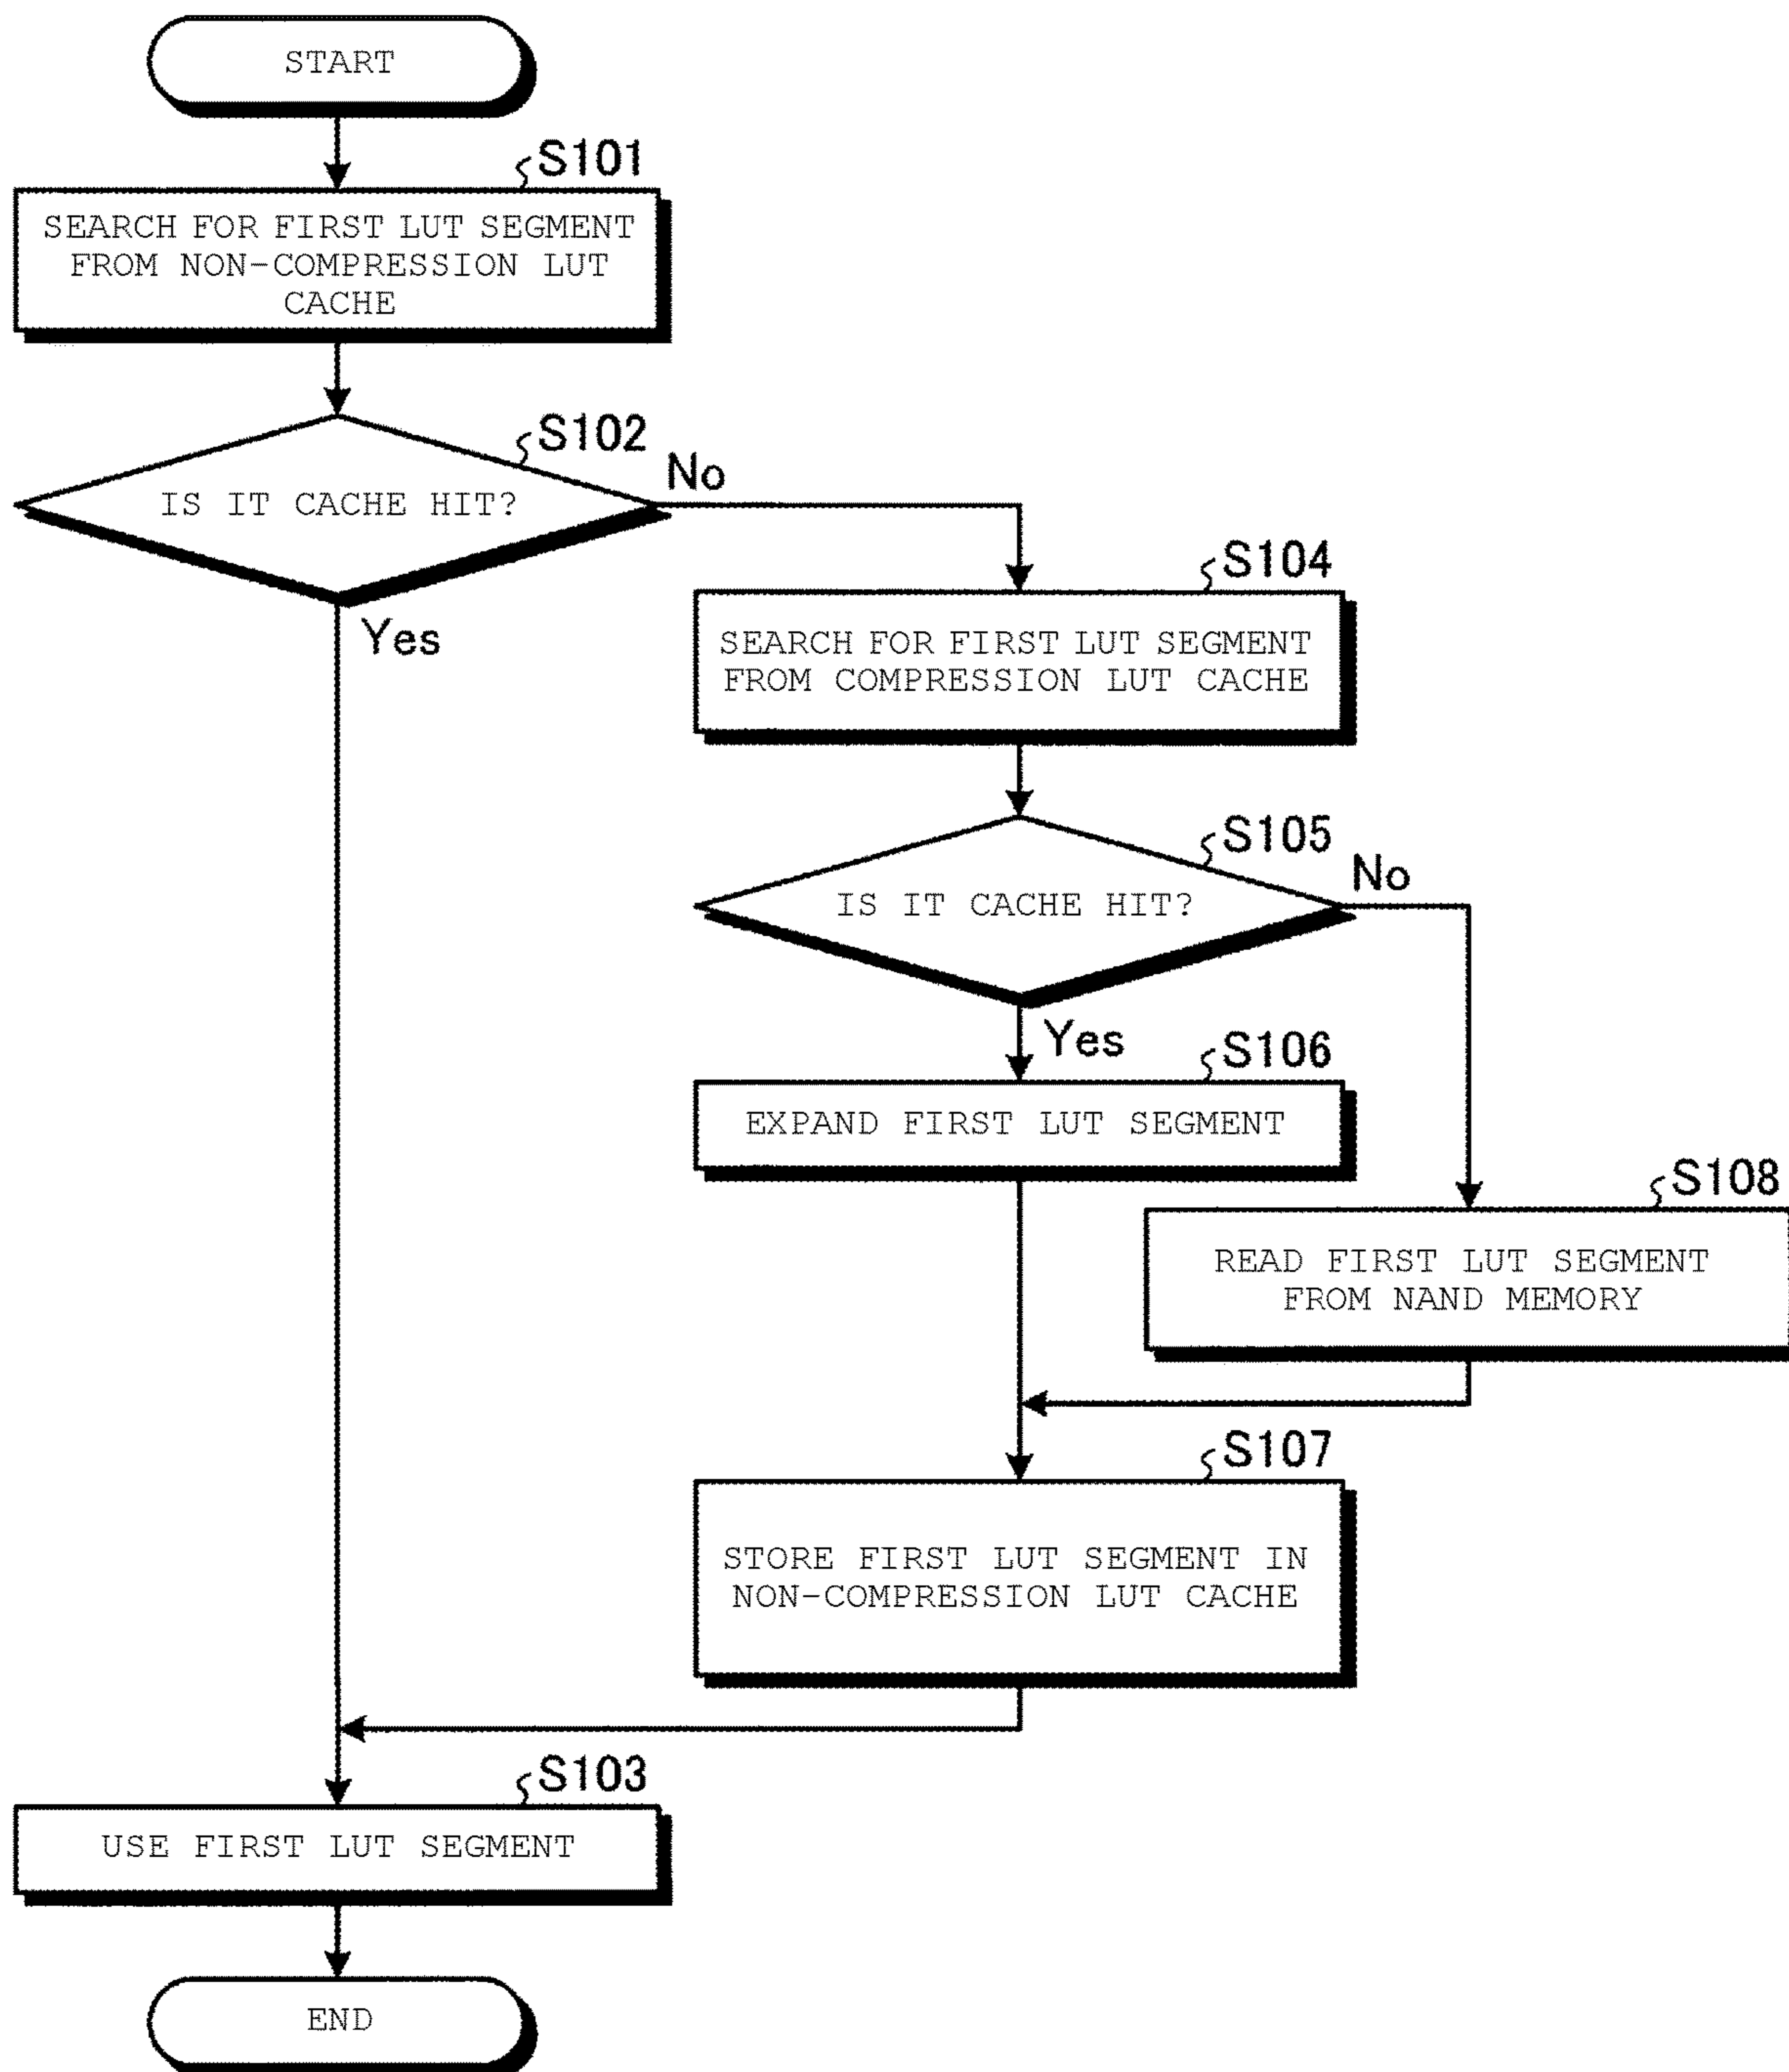 START
S101
SEARCH FOR FIRST LUT SEGMENT
FROM NON-COMPRESSION LUT
CACHE
S102
IS IT CACHE HIT?
No
Yes
S104
SEARCH FOR FIRST LUT SEGMENT
FROM COMPRESSION LUT CACHE
S105
IS IT CACHE HIT?
No
Yes
S106
EXPAND FIRST LUT SEGMENT
S108
READ FIRST LUT SEGMENT
FROM NAND MEMORY
S107
STORE FIRST LUT SEGMENT IN
NON-COMPRESSION LUT CACHE
S103
USE FIRST LUT SEGMENT
END